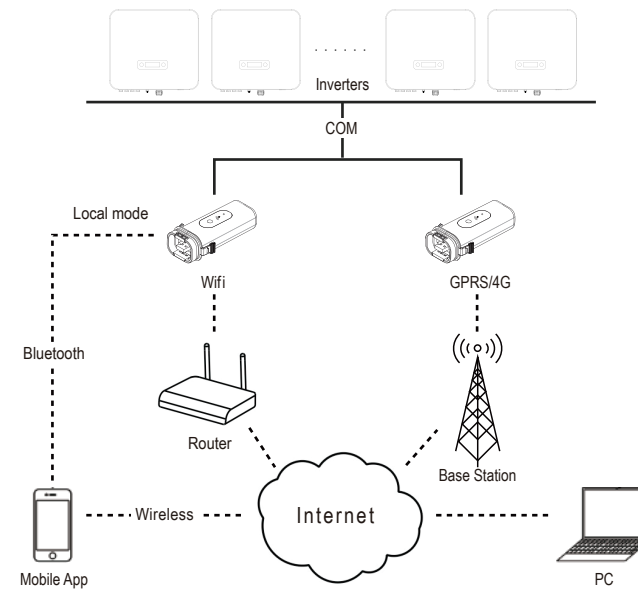 Inverters
COM
Local mode
Wifi
GPRS/4G
Bluetooth
Router
Base Station
Wireless
Internet
Mobile App
PC